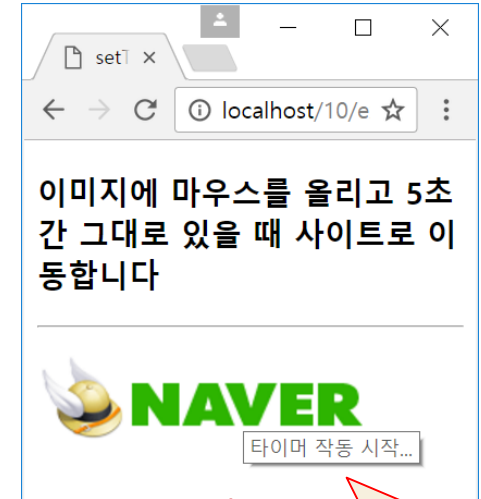 setT
localhost/10/e
이미지에 마우스를 올리고 5초
간 그대로 있을 때 사이트로 이
동합니다
NAVER
타이머 작동 시작...